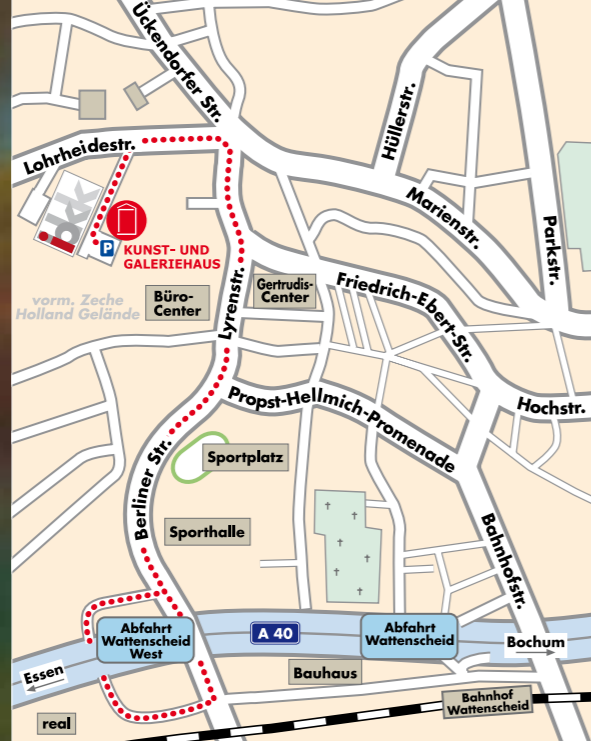 Ückendorfer Str.
Hüllerstr.
Lohrheidestr.
Marienstr.
Parkstr.
ibkk
P
KUNST- UND
GALERIEHAUS
vorm. Zeche
Holland Gelände
Büro-
Center
Lyrenstr.
Gertrudis-
Center
Friedrich-Ebert-Str.
Hochstr.
Propst-Hellmich-Promenade
Berliner Str.
Sportplatz
Sporthalle
Bahnhofstr.
Abfahrt
Wattenscheid
West
A 40
Abfahrt
Wattenscheid
Bochum
Essen
Bauhaus
Bahnhof
Wattenscheid
real